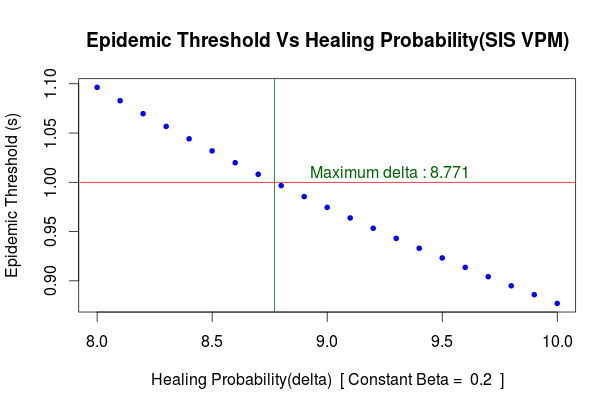 Epidemic Threshold Vs Healing Probability(SIS VPM)
Epidemic Threshold (s)
1.10
1.05
1.00
0.95
0.90
Maximum delta : 8.771
8.0 8.5 9.0 9.5 10.0
Healing Probability(delta) [ Constant Beta = 0.2 ]